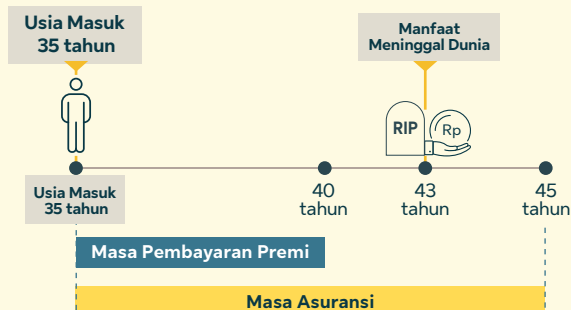 Usia Masuk
35 tahun
Manfaat
Meninggal Dunia
RIP
Rp
Usia Masuk
35 tahun
40
tahun
43
tahun
45
tahun
Masa Pembayaran Premi
Masa Asuransi